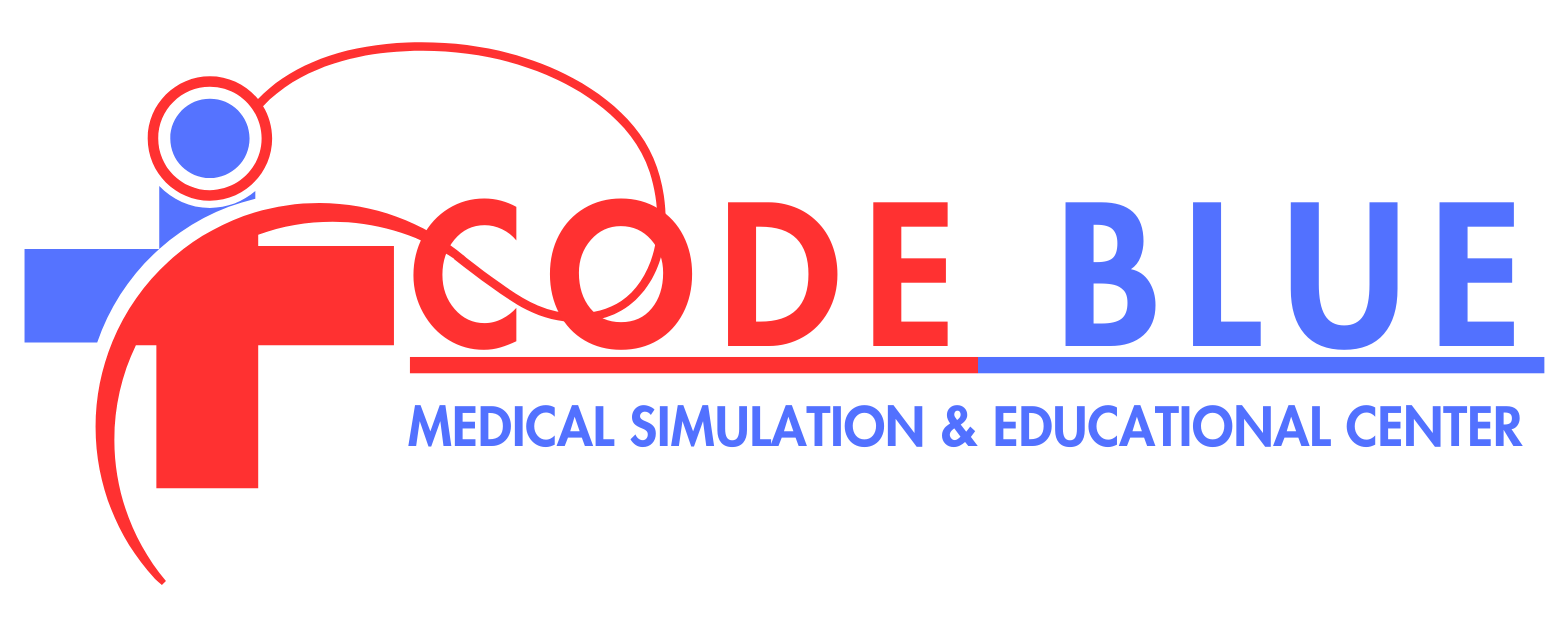 CODE BLUE
MEDICAL SIMULATION & EDUCATIONAL CENTER